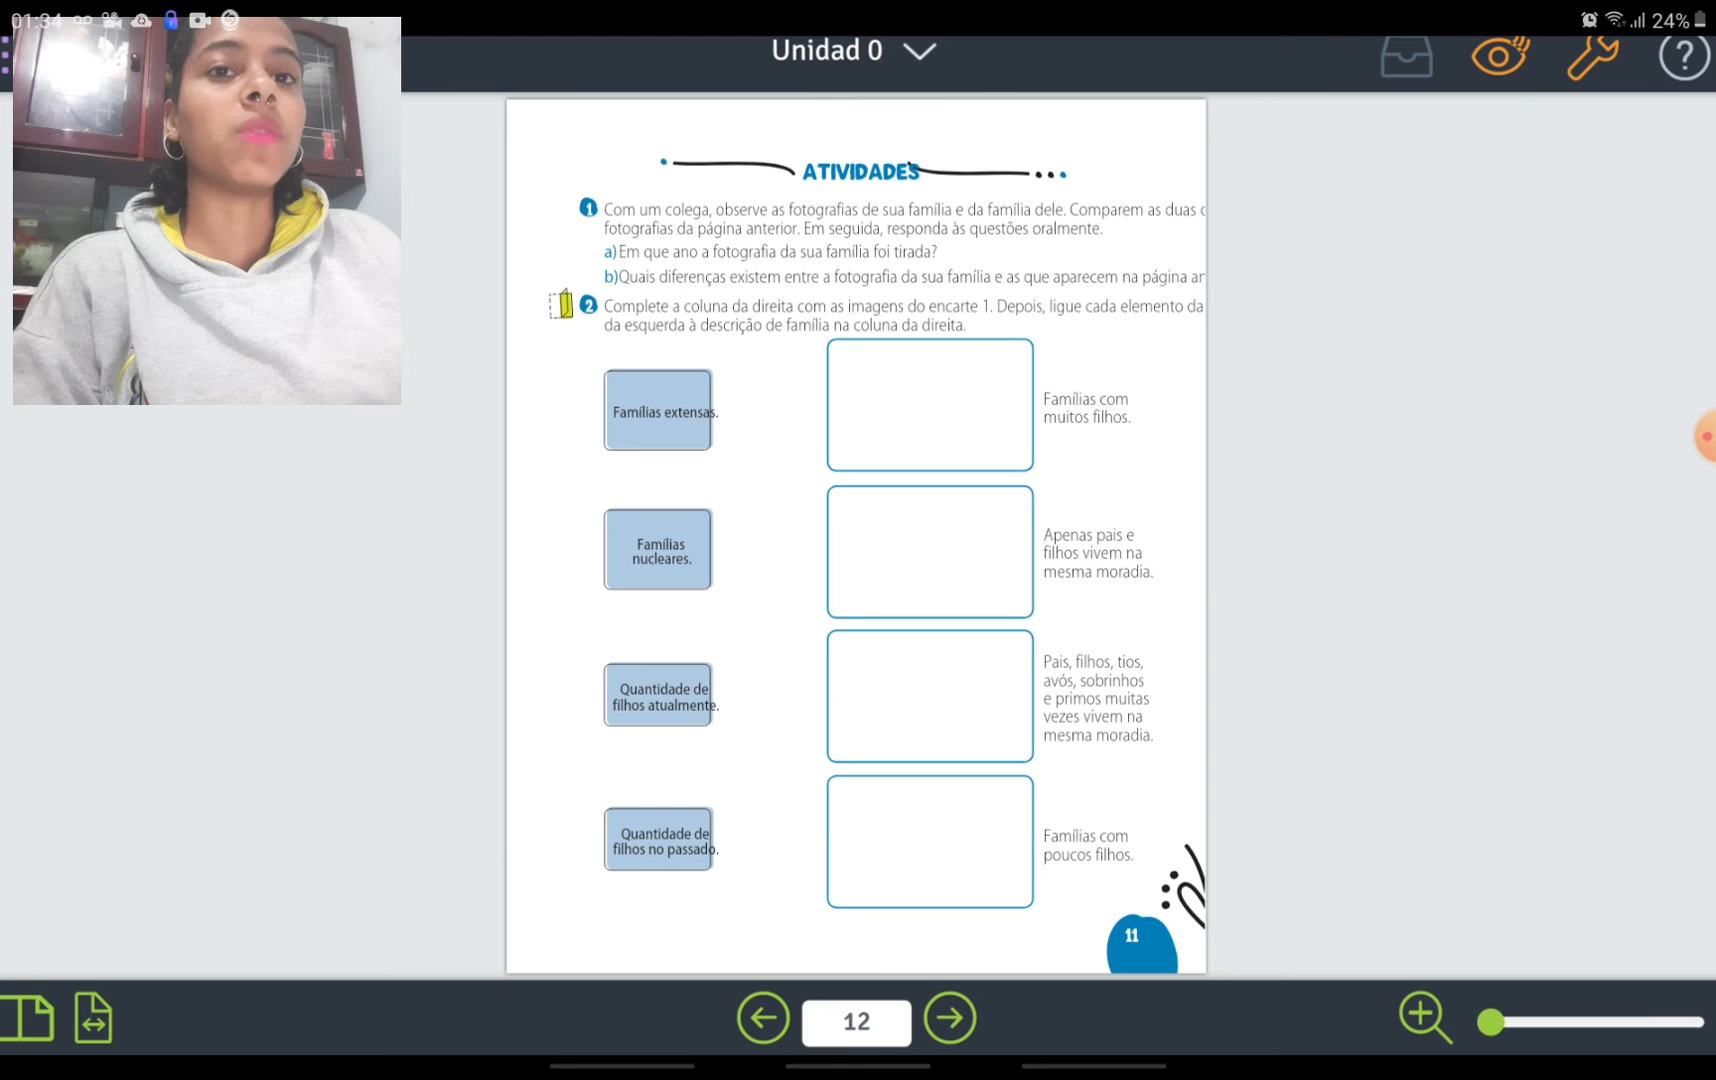 01:34
24%
Unidad 0
ATIVIDADES
1 Com um colega, observe as fotografias de sua família e da família dele. Comparem as duas c
fotografias da página anterior. Em seguida, responda às questões oralmente.
a) Em que ano a fotografia da sua família foi tirada?
b) Quais diferenças existem entre a fotografia da sua família e as que aparecem na página an
2 Complete a coluna da direita com as imagens do encarte 1. Depois, ligue cada elemento da
da esquerda à descrição de família na coluna da direita.
Famílias extensas.
Famílias com
muitos filhos.
Famílias
nucleares.
Apenas pais e
filhos vivem na
mesma moradia.
Quantidade de
filhos atualmente.
Pais, filhos, tios,
avós, sobrinhos
e primos muitas
vezes vivem na
mesma moradia.
Quantidade de
filhos no passado.
Famílias com
poucos filhos.
11
12